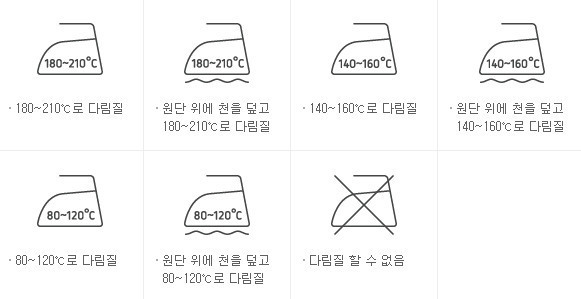 180~210°C
180~210°C
140~160°C
140~160°C
· 180~210℃로 다림질
· 원단 위에 천을 덮고
180~210℃로 다림질
· 140~160℃로 다림질
· 원단 위에 천을 덮고
140~160℃로 다림질
80~120°C
80~120°C
· 80~120℃로 다림질
· 원단 위에 천을 덮고
80~120℃로 다림질
· 다림질 할 수 없음